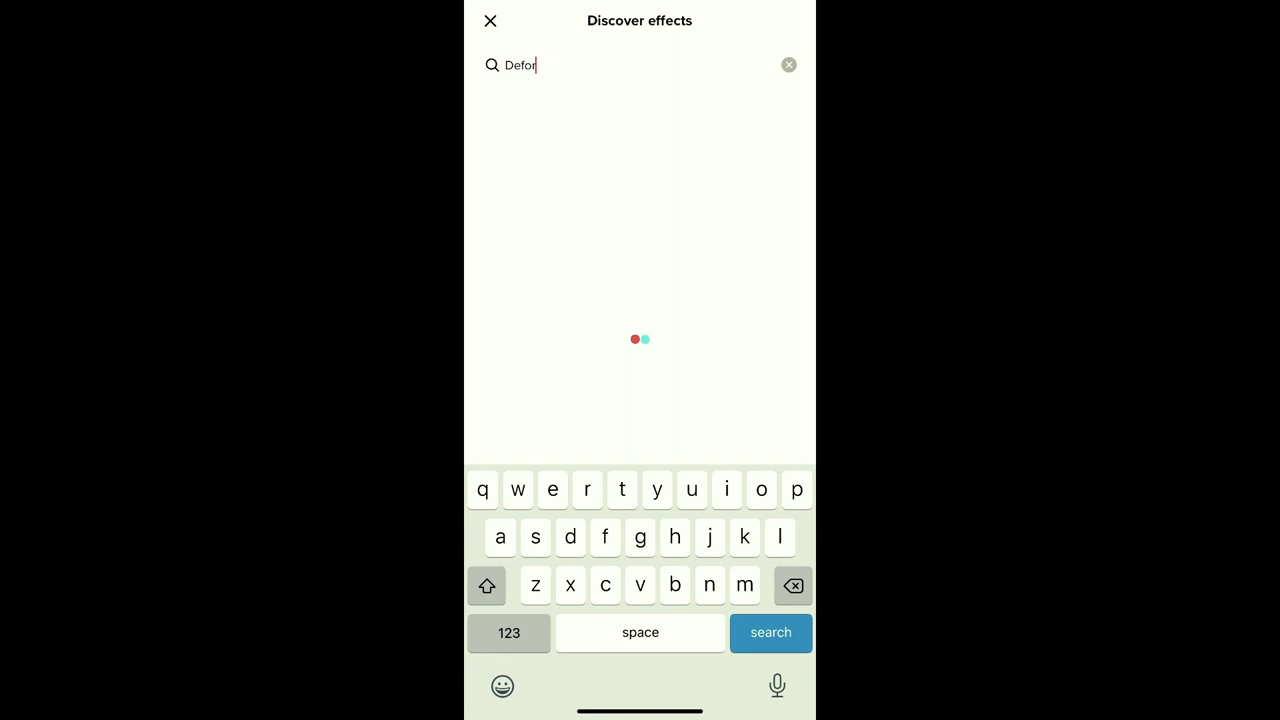 Discover effects
Defor
q w e r t y u i o p
a s d f g h j k l
z x c v b n m
123 space search